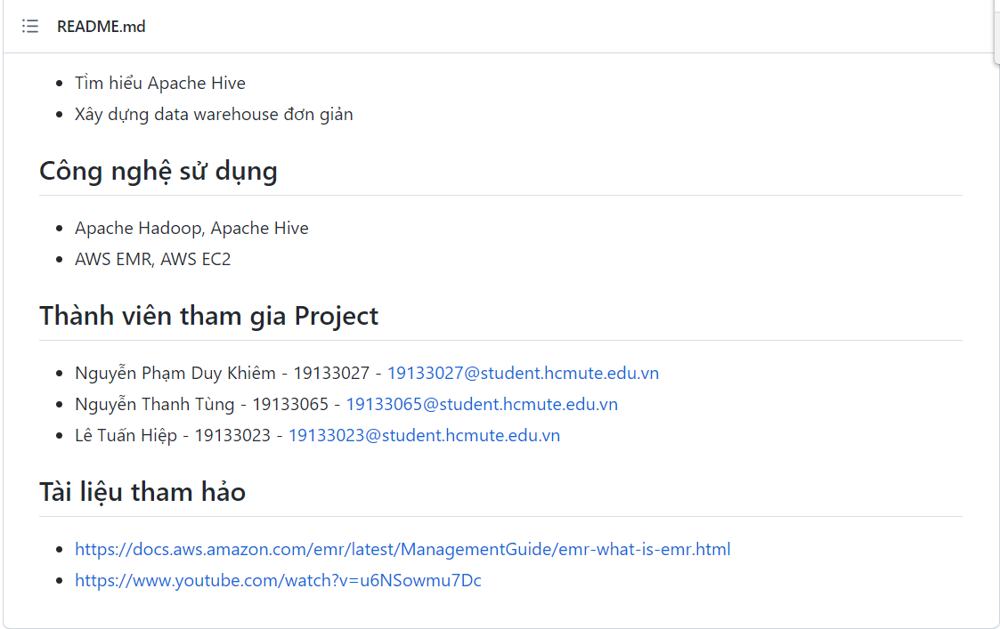 README.md
Tìm hiểu Apache Hive
Xây dựng data warehouse đơn giản
Công nghệ sử dụng
Apache Hadoop, Apache Hive
AWS EMR, AWS EC2
Thành viên tham gia Project
Nguyễn Phạm Duy Khiêm - 19133027 - 19133027@student.hcmute.edu.vn
Nguyễn Thanh Tùng - 19133065 - 19133065@student.hcmute.edu.vn
Lê Tuấn Hiệp - 19133023 - 19133023@student.hcmute.edu.vn
Tài liệu tham hảo
https://docs.aws.amazon.com/emr/latest/ManagementGuide/emr-what-is-emr.html
https://www.youtube.com/watch?v=u6NSowmu7Dc